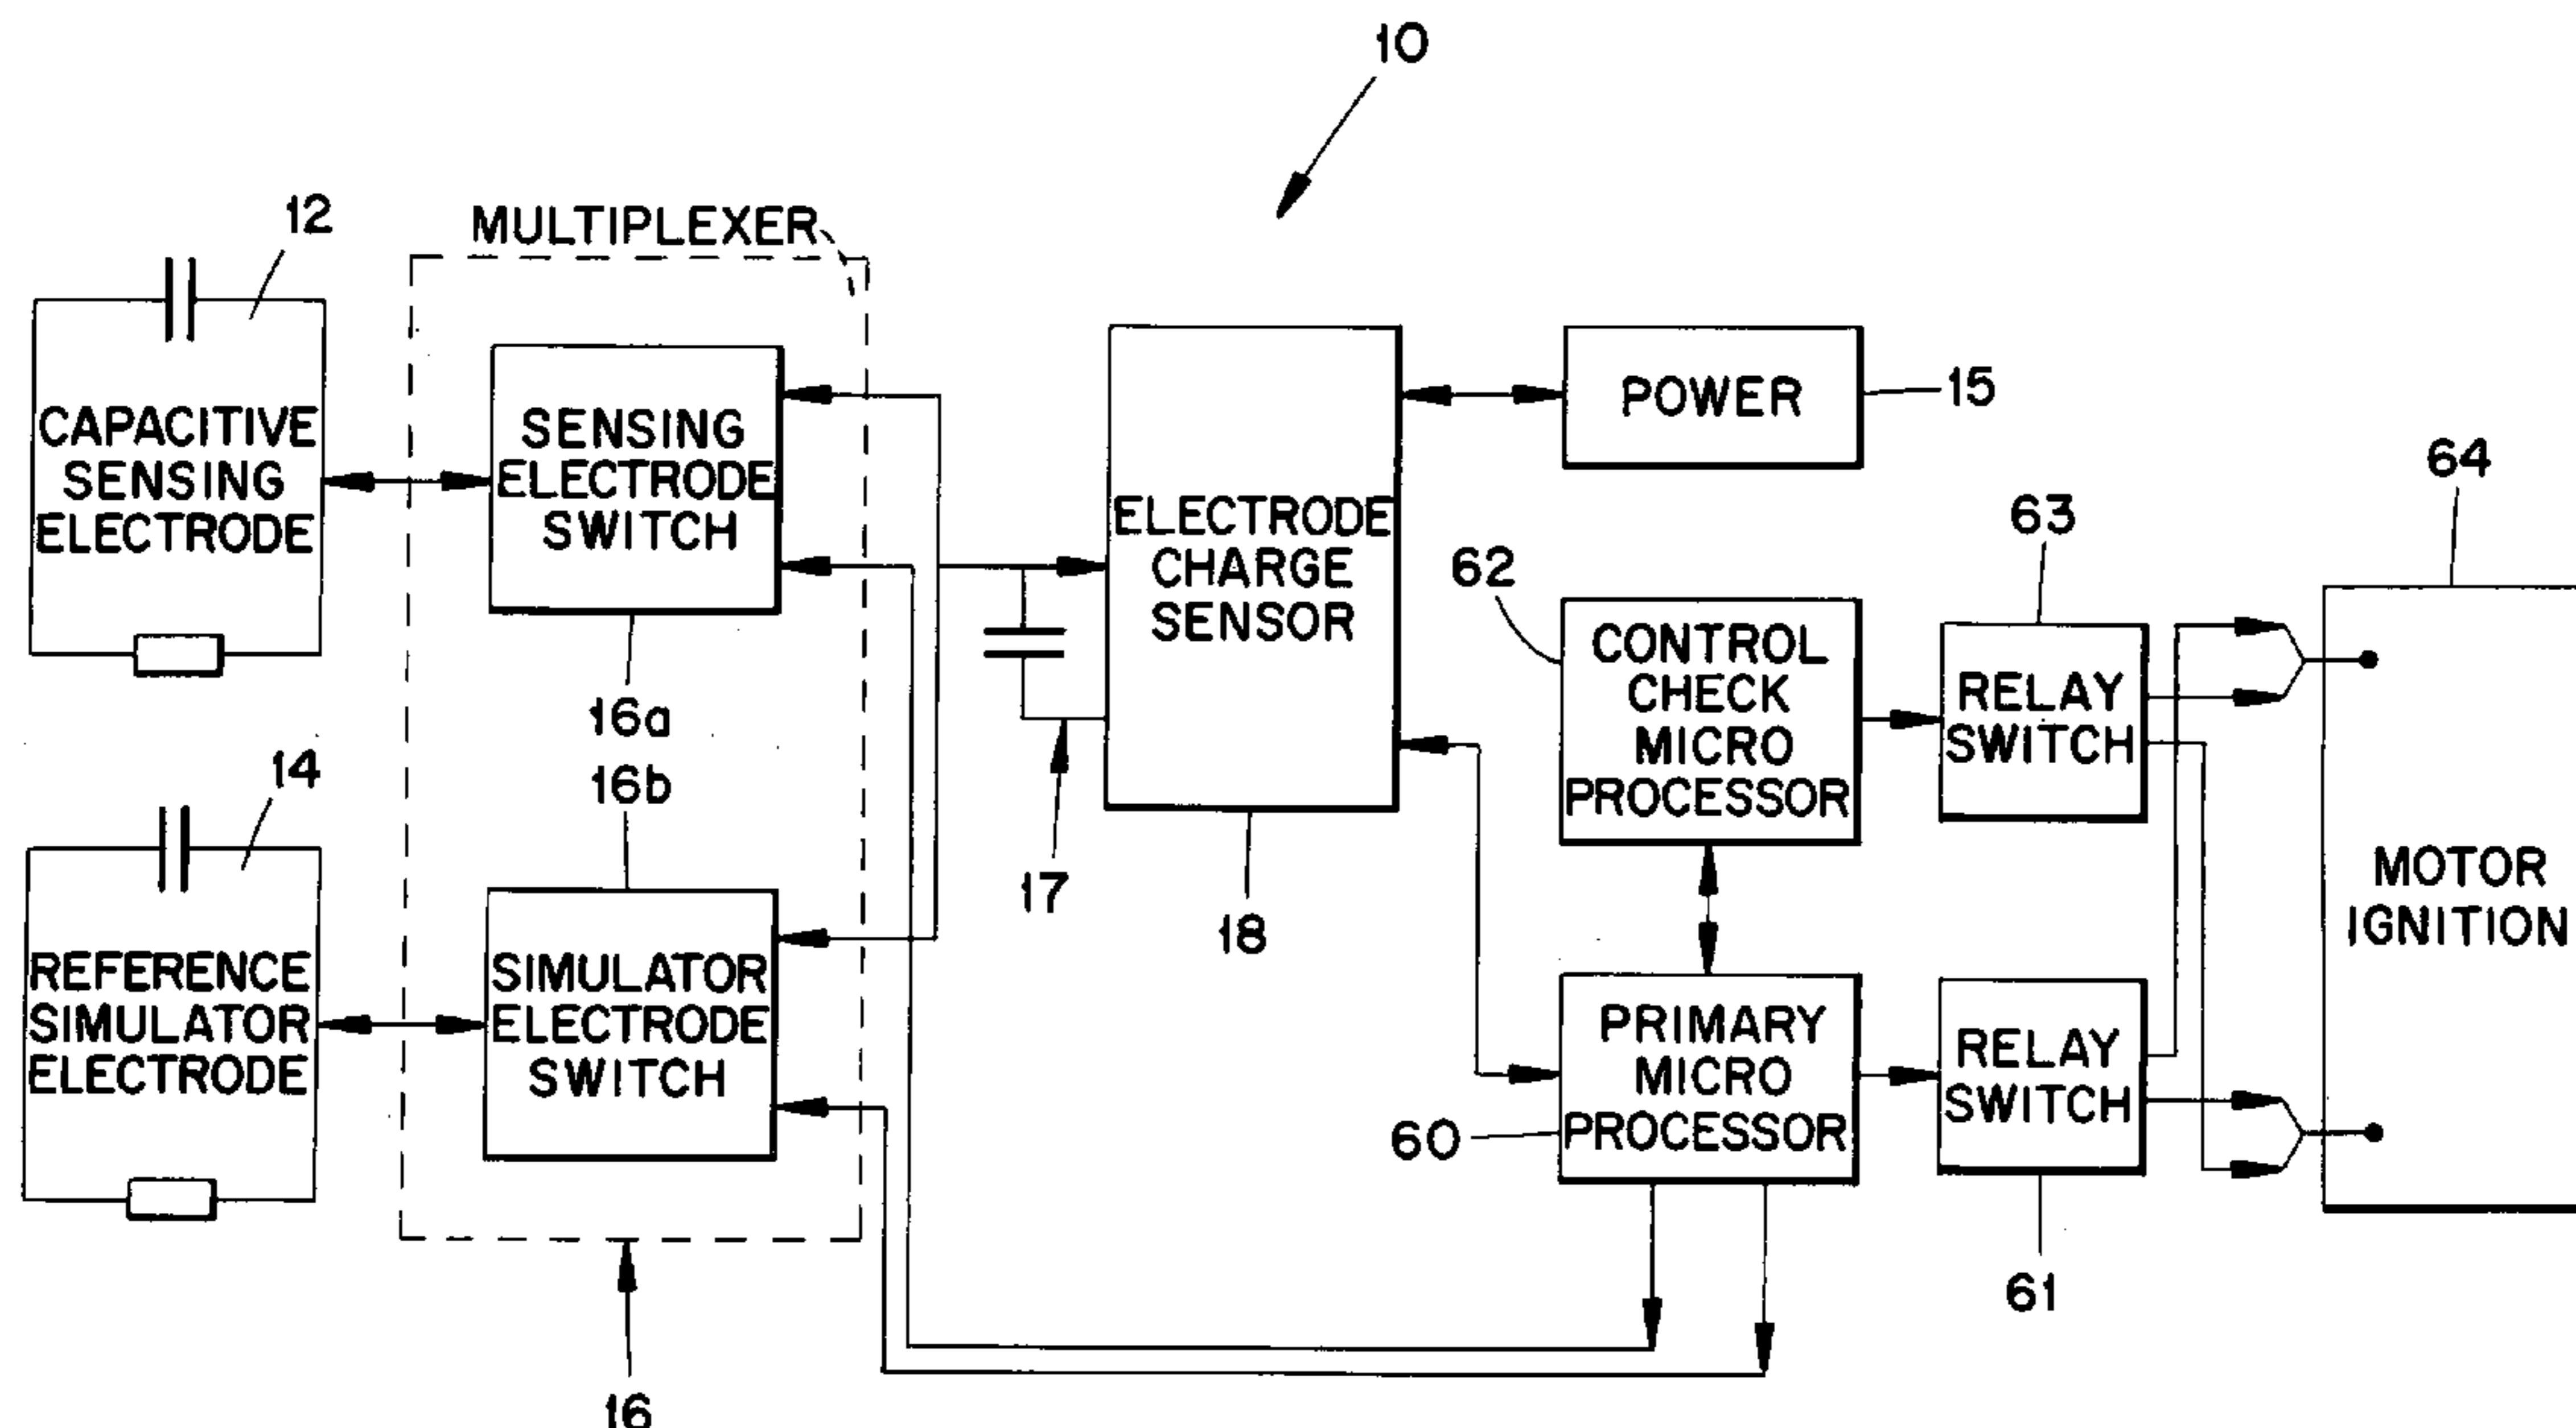 10
12
MULTIPLEXER
CAPACITIVE
SENSING
ELECTRODE
SENSING
ELECTRODE
SWITCH
16a
16b
14
REFERENCE
SIMULATOR
ELECTRODE
SIMULATOR
ELECTRODE
SWITCH
16
17
ELECTRODE
CHARGE
SENSOR
18
POWER
15
62
CONTROL
CHECK
MICRO
PROCESSOR
63
RELAY
SWITCH
64
MOTOR
IGNITION
60
PRIMARY
MICRO
PROCESSOR
RELAY
SWITCH
61